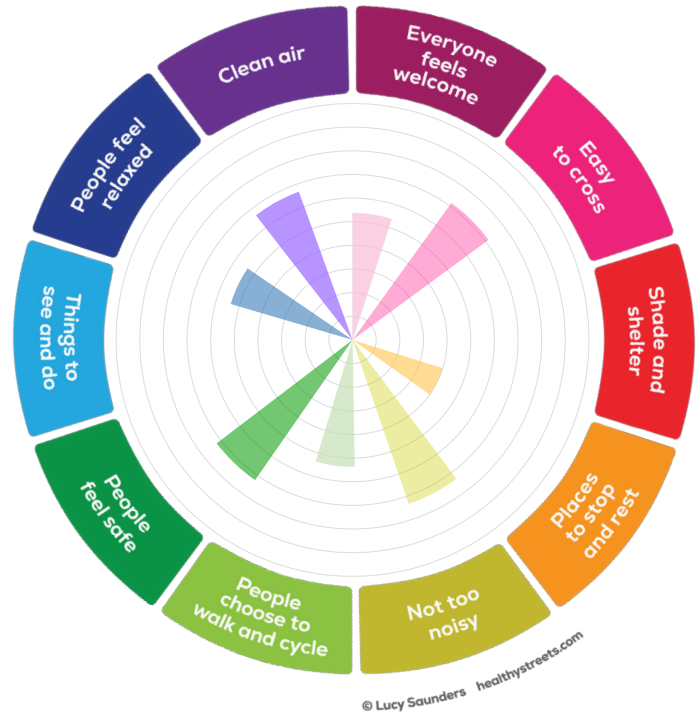 Everyone
feels
welcome
Easy
to cross
Shade and
shelter
Places
to stop
and rest
Not too
noisy
People
choose to
walk and cycle
People
feel safe
Things to
see and do
People feel
relaxed
Clean air
© Lucy Saunders healthystreets.com